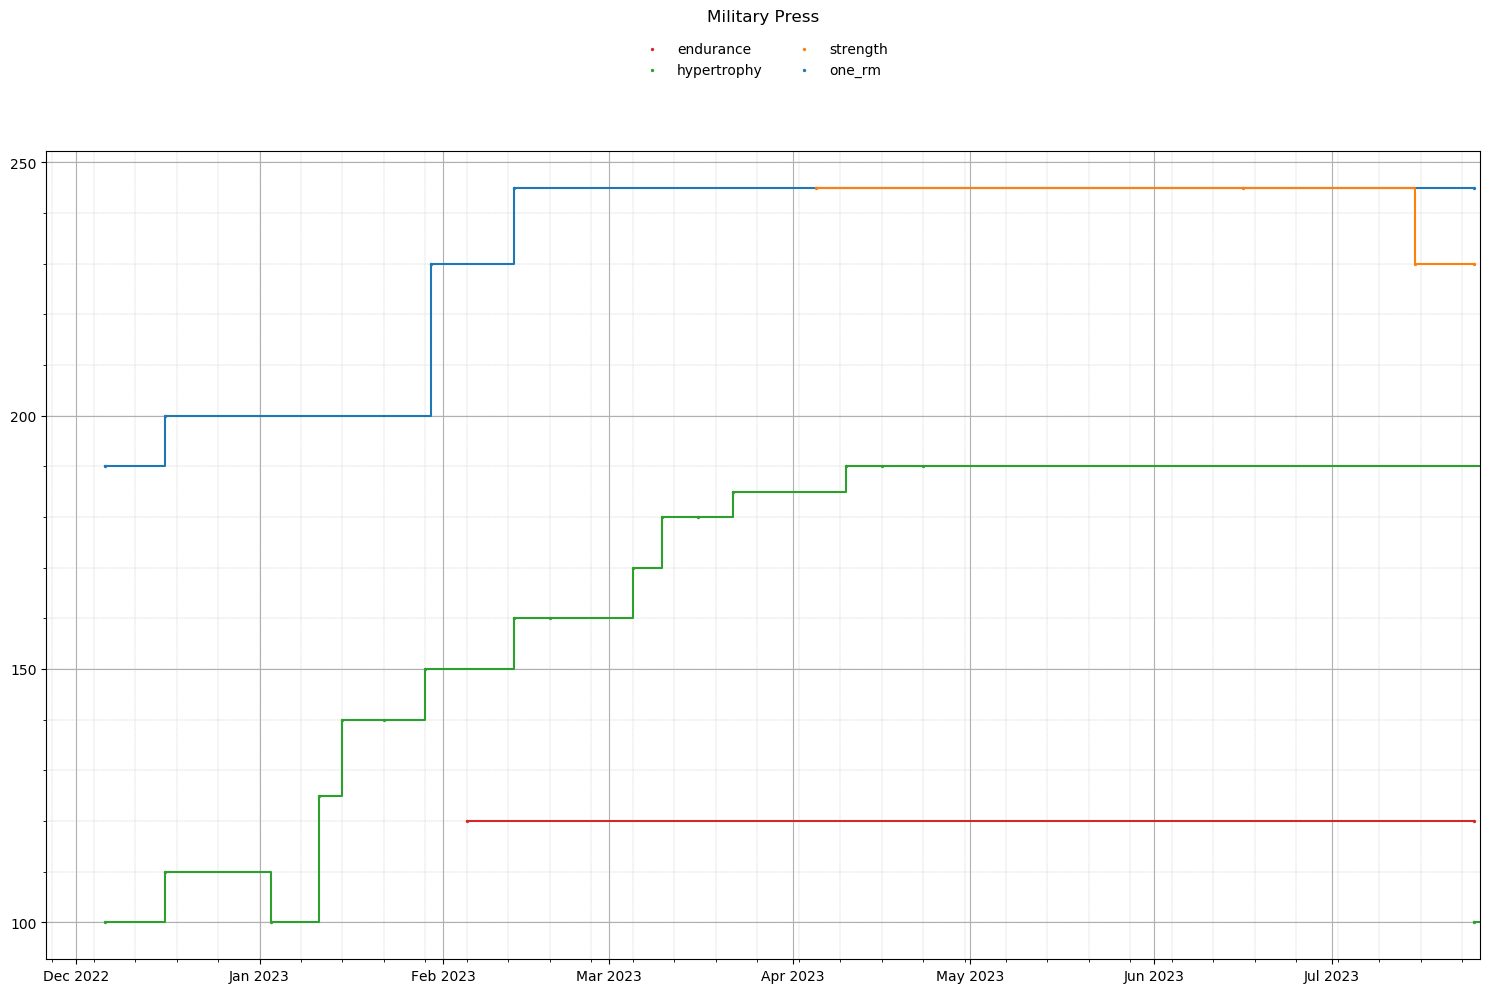 Military Press
endurance strength
hypertrophy one_rm
250
200
150
100
Dec 2022 Jan 2023 Feb 2023 Mar 2023 Apr 2023 May 2023 Jun 2023 Jul 2023